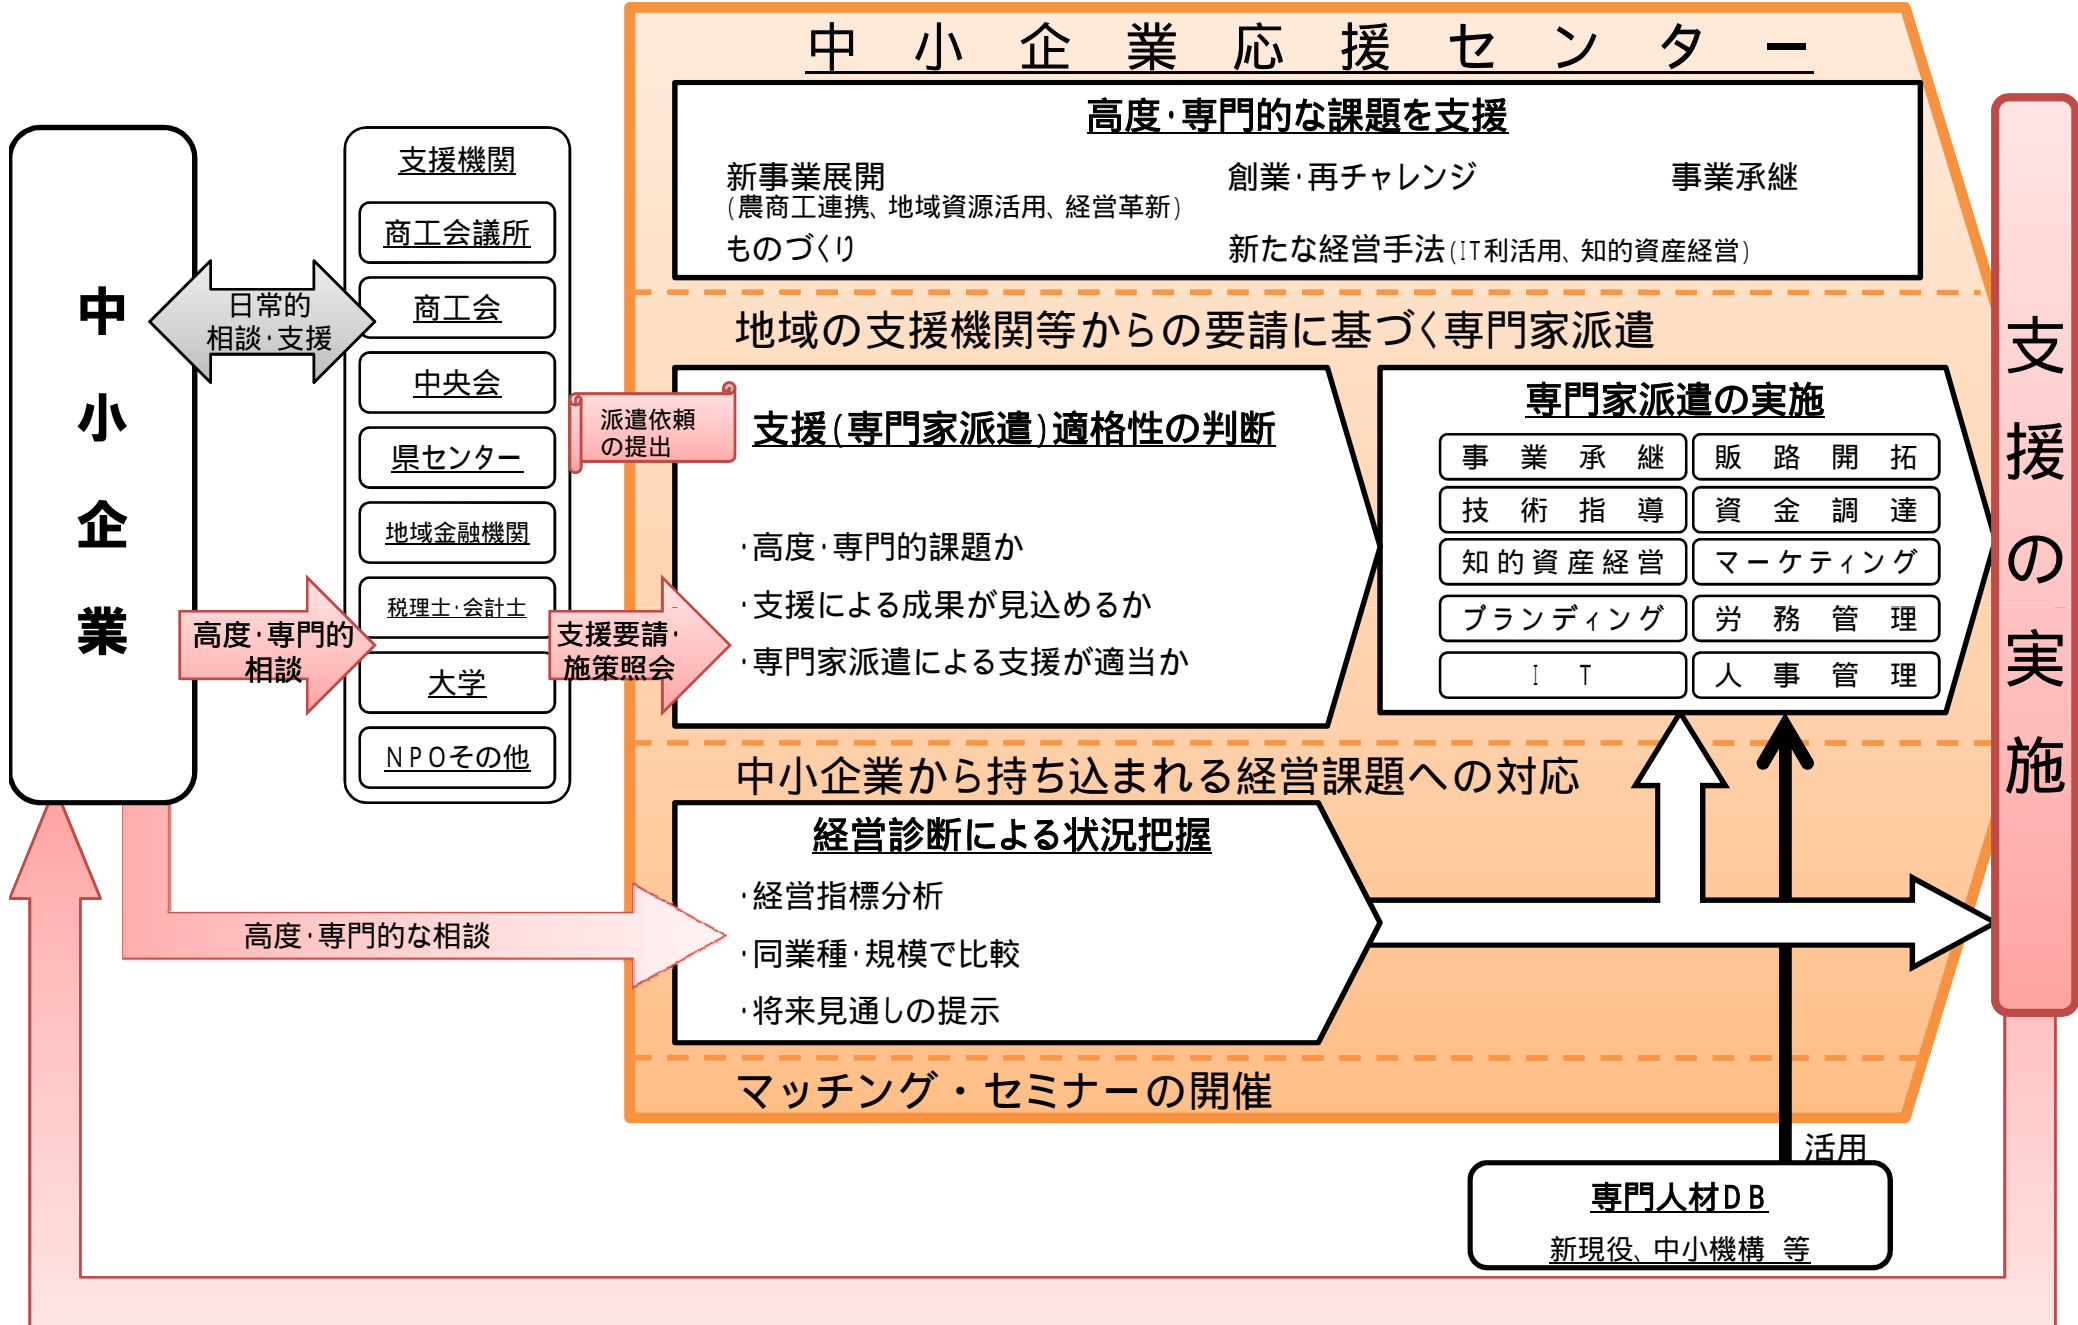 中小企業応援センター
高度・専門的な課題を支援
新事業展開
(農商工連携、地域資源活用、経営革新)
創業・再チャレンジ
事業承継
ものづくり
新たな経営手法(IT利活用、知的資産経営)
中小企業
日常的
相談・支援
支援機関
商工会議所
商工会
中央会
県センター
地域金融機関
税理士・会計士
大学
NPOその他
高度・専門的
相談
支援要請・
施策照会
派遣依頼
の提出
地域の支援機関等からの要請に基づく専門家派遣
支援(専門家派遣)適格性の判断
・高度・専門的課題か
・支援による成果が見込めるか
・専門家派遣による支援が適当か
専門家派遣の実施
事業承継
販路開拓
技術指導
資金調達
知的資産経営
マーケティング
ブランディング
労務管理
IT
人事管理
支援の実施
中小企業から持ち込まれる経営課題への対応
経営診断による状況把握
・経営指標分析
・同業種・規模で比較
・将来見通しの提示
高度・専門的な相談
マッチング・セミナーの開催
活用
専門人材DB
新現役、中小機構 等